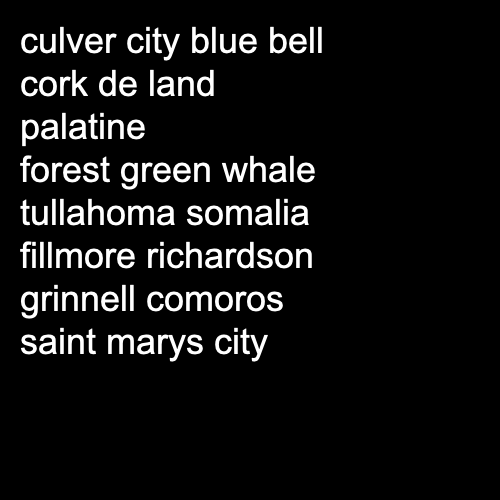 culver city blue bell
cork de land
palatine
forest green whale
tullahoma somalia
fillmore richardson
grinnell comoros
saint marys city